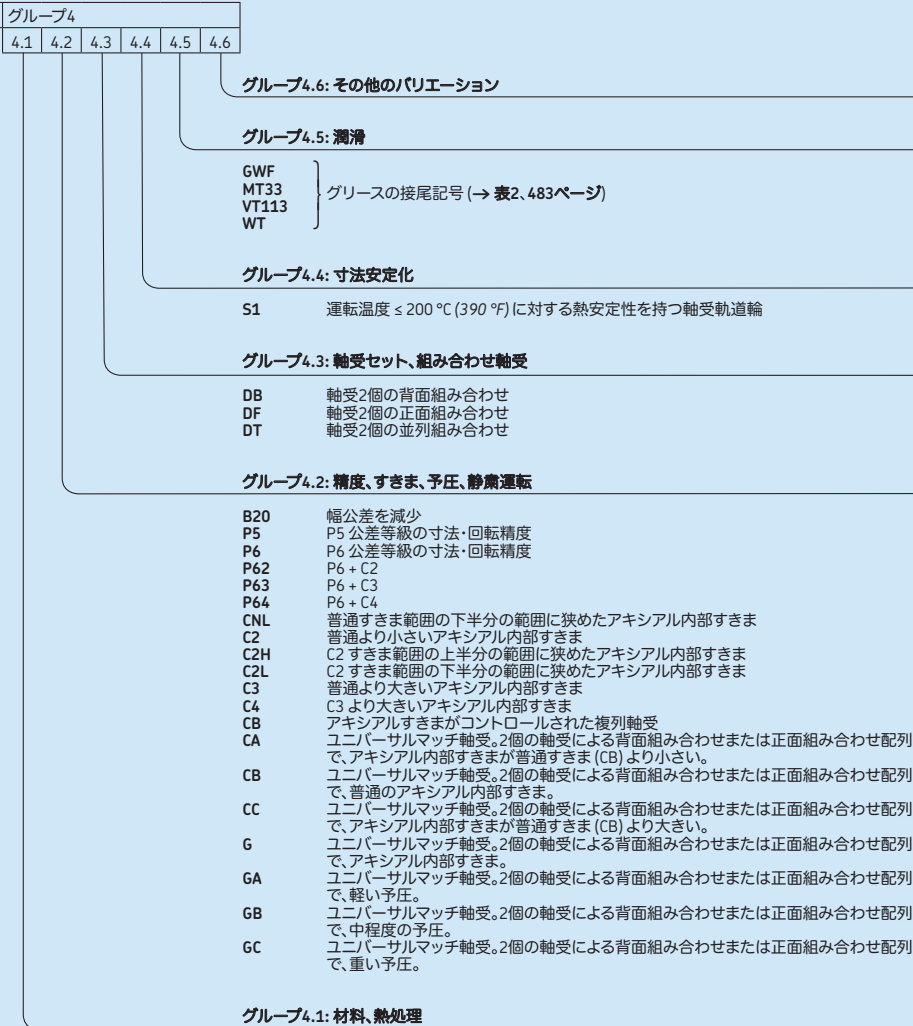 グループ4
4.1 4.2 4.3 4.4 4.5 4.6
グループ4.6: その他のバリエーション
グループ4.5: 潤滑
GWF
MT33
VT113
WT
グリースの接尾記号 (→ 表2、483ページ)
グループ4.4: 寸法安定化
S1 運転温度 ≤ 200 °C (390 °F) に対する熱安定性を持つ軸受軌道輪
グループ4.3: 軸受セット、組み合わせ軸受
DB 軸受2個の背面組み合わせ
DF 軸受2個の正面組み合わせ
DT 軸受2個の並列組み合わせ
グループ4.2: 精度、すきま、予圧、静粛運転
B20 幅公差を減少
P5 P5 公差等級の寸法・回転精度
P6 P6 公差等級の寸法・回転精度
P62 P6 + C2
P63 P6 + C3
P64 P6 + C4
CNL 普通すきま範囲の下半分の範囲に狭めたアキシアル内部すきま
C2 普通より小さいアキシアル内部すきま
C2H C2 すきま範囲の上半分の範囲に狭めたアキシアル内部すきま
C2L C2 すきま範囲の下半分の範囲に狭めたアキシアル内部すきま
C3 普通より大きいアキシアル内部すきま
C4 C3 より大きいアキシアル内部すきま
CB アキシアルすきまがコントロールされた複列軸受
CA ユニバーサルマッチ軸受。2個の軸受による背面組み合わせまたは正面組み合わせ配列
で、アキシアル内部すきまが普通すきま (CB) より小さい。
CB ユニバーサルマッチ軸受。2個の軸受による背面組み合わせまたは正面組み合わせ配列
で、普通のアキシアル内部すきま。
CC ユニバーサルマッチ軸受。2個の軸受による背面組み合わせまたは正面組み合わせ配列
で、アキシアル内部すきまが普通すきま (CB) より大きい。
G ユニバーサルマッチ軸受。2個の軸受による背面組み合わせまたは正面組み合わせ配列
で、アキシアル内部すきま。
GA ユニバーサルマッチ軸受。2個の軸受による背面組み合わせまたは正面組み合わせ配列
で、軽い予圧。
GB ユニバーサルマッチ軸受。2個の軸受による背面組み合わせまたは正面組み合わせ配列
で、中程度の予圧。
GC ユニバーサルマッチ軸受。2個の軸受による背面組み合わせまたは正面組み合わせ配列
で、重い予圧。
グループ4.1: 材料、熱処理